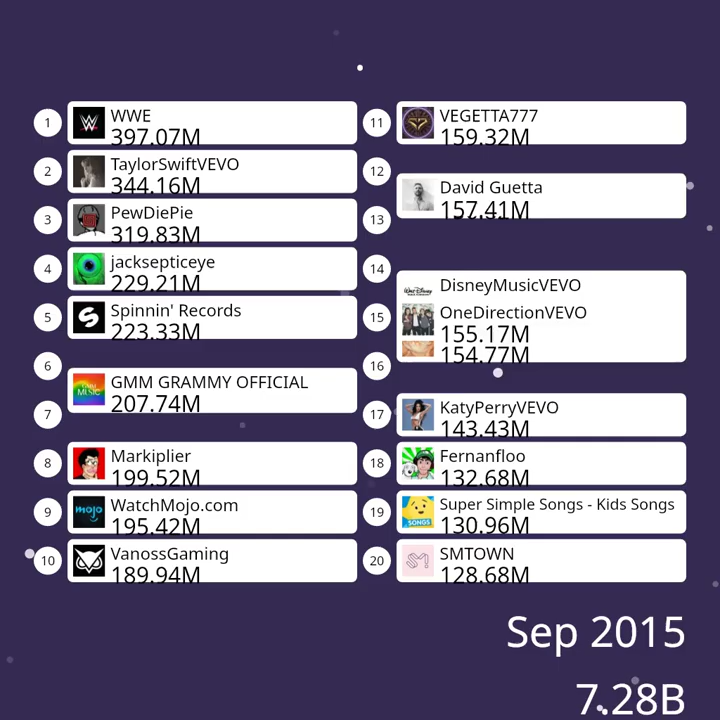 1
WWE
397.07M
2
TaylorSwiftVEVO
344.16M
3
PewDiePie
319.83M
4
jacksepticeye
229.21M
5
Spinnin' Records
223.33M
6
GMM GRAMMY OFFICIAL
207.74M
7
8
Markiplier
199.52M
9
mojo
WatchMojo.com
195.42M
10
VanossGaming
189.94M
11
VEGETTA777
159.32M
12
David Guetta
157.41M
13
14
DisneyMusicVEVO
15
OneDirectionVEVO
155.17M
154.77M
16
17
KatyPerryVEVO
143.43M
18
Fernanfloo
132.68M
19
SONGS
Super Simple Songs - Kids Songs
130.96M
20
SMTOWN
128.68M
Sep 2015
7.28B